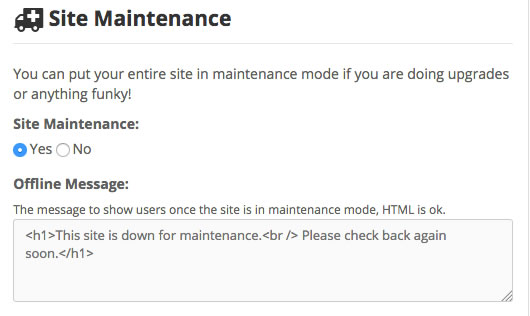 Site Maintenance
You can put your entire site in maintenance mode if you are doing upgrades
or anything funky!
Site Maintenance:
Yes No
Offline Message:
The message to show users once the site is in maintenance mode, HTML is ok.
<h1>This site is down for maintenance.<br /> Please check back again
soon.</h1>